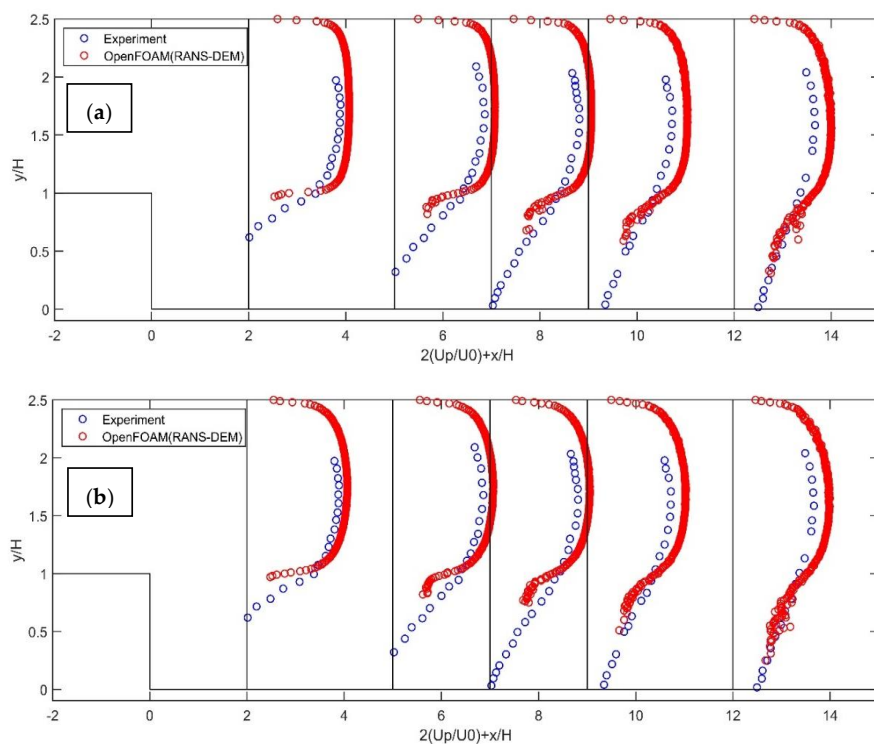 2.5
Experiment
OpenFOAM(RANS-DEM)
2
(a)
1.5
y/H
1
0.5
0
-2 0 2 4 6 8 10 12 14
2(Up/U0)+x/H
2.5
Experiment
OpenFOAM(RANS-DEM)
2
(b)
1.5
y/H
1
0.5
0
-2 0 2 4 6 8 10 12 14
2(Up/U0)+x/H